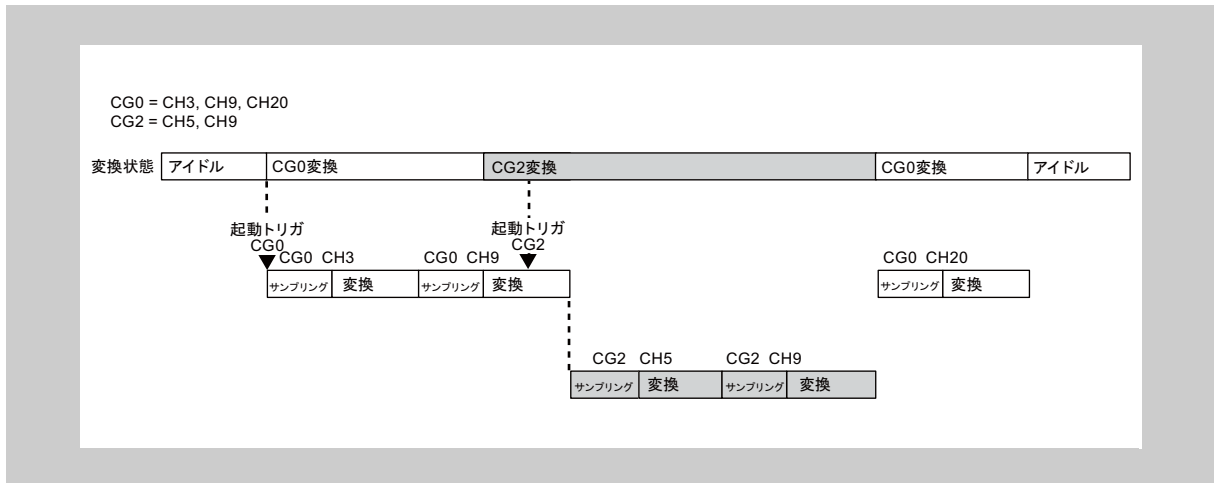 CG0 = CH3, CH9, CH20
CG2 = CH5, CH9
変換状態 アイドル CG0変換 CG2変換 CG0変換 アイドル
起動トリガ 起動トリガ
CG0 CG2
CG0 CH3 CG0 CH9 CG0 CH20
サンプリング 変換 サンプリング 変換 サンプリング 変換
CG2 CH5 CG2 CH9
サンプリング 変換 サンプリング 変換